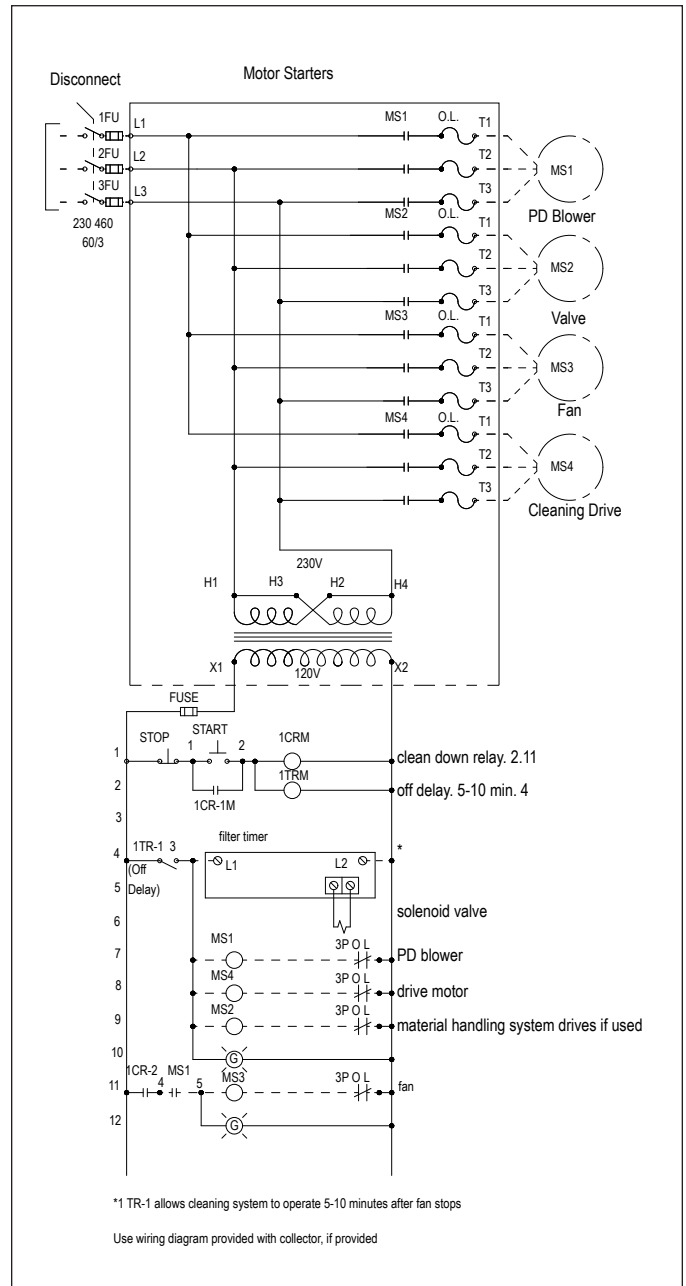 Disconnect
Motor Starters
1FU
L1
MS1
O.L.
T1
2FU
L2
T2
MS1
3FU
L3
T3
230 460
60/3
PD Blower
MS2
O.L.
T1
T2
MS2
T3
Valve
MS3
O.L.
T1
T2
MS3
T3
Fan
MS4
O.L.
T1
T2
MS4
T3
Cleaning Drive
230V
H1
H3
H2
H4
X1
120V
X2
FUSE
STOP
START
1
1
2
1CRM
clean down relay. 2.11
2
1CR-1M
1TRM
off delay. 5-10 min. 4
3
filter timer
4
1TR-1
3
L1
L2
*
(Off
Delay)
5
6
solenoid valve
7
MS1
3P O L
PD blower
8
MS4
3P O L
drive motor
9
MS2
3P O L
material handling system drives if used
10
G
11
1CR-2
4
MS1
5
MS3
3P O L
fan
12
G
*1 TR-1 allows cleaning system to operate 5-10 minutes after fan stops
Use wiring diagram provided with collector, if provided